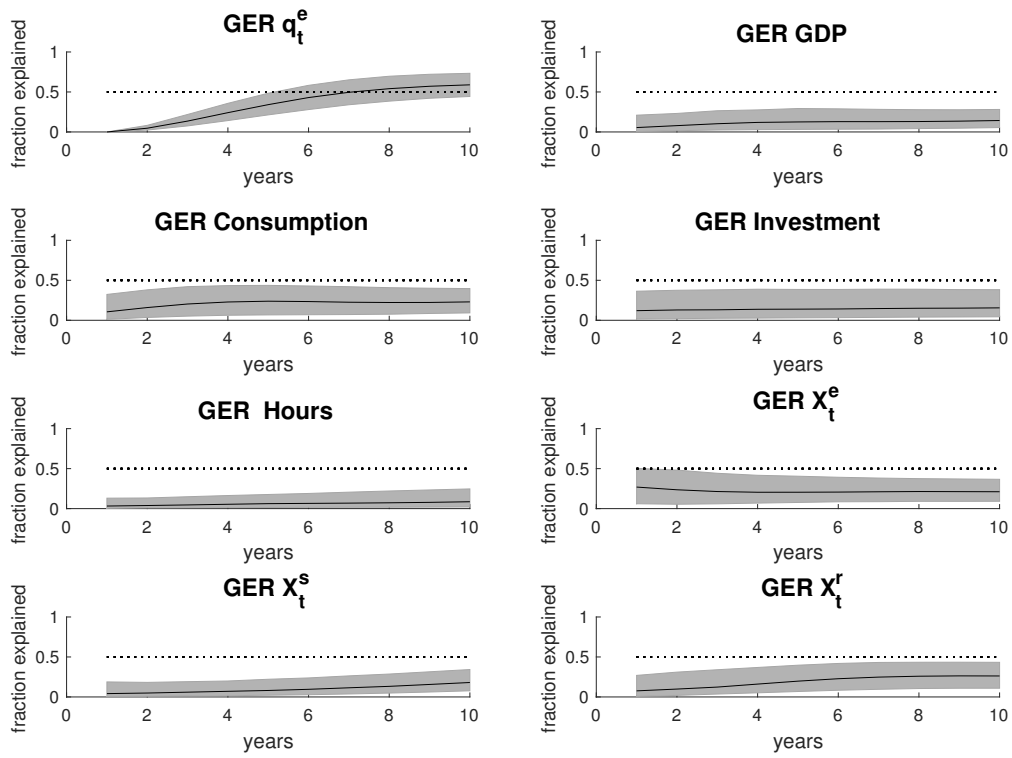 GER q_t^e
fraction explained
1
0.5
0
0 2 4 6 8 10
years
GER GDP
fraction explained
1
0.5
0
0 2 4 6 8 10
years
GER Consumption
fraction explained
1
0.5
0
0 2 4 6 8 10
years
GER Investment
fraction explained
1
0.5
0
0 2 4 6 8 10
years
GER Hours
fraction explained
1
0.5
0
0 2 4 6 8 10
years
GER X_t^e
fraction explained
1
0.5
0
0 2 4 6 8 10
years
GER X_t^s
fraction explained
1
0.5
0
0 2 4 6 8 10
years
GER X_t^r
fraction explained
1
0.5
0
0 2 4 6 8 10
years